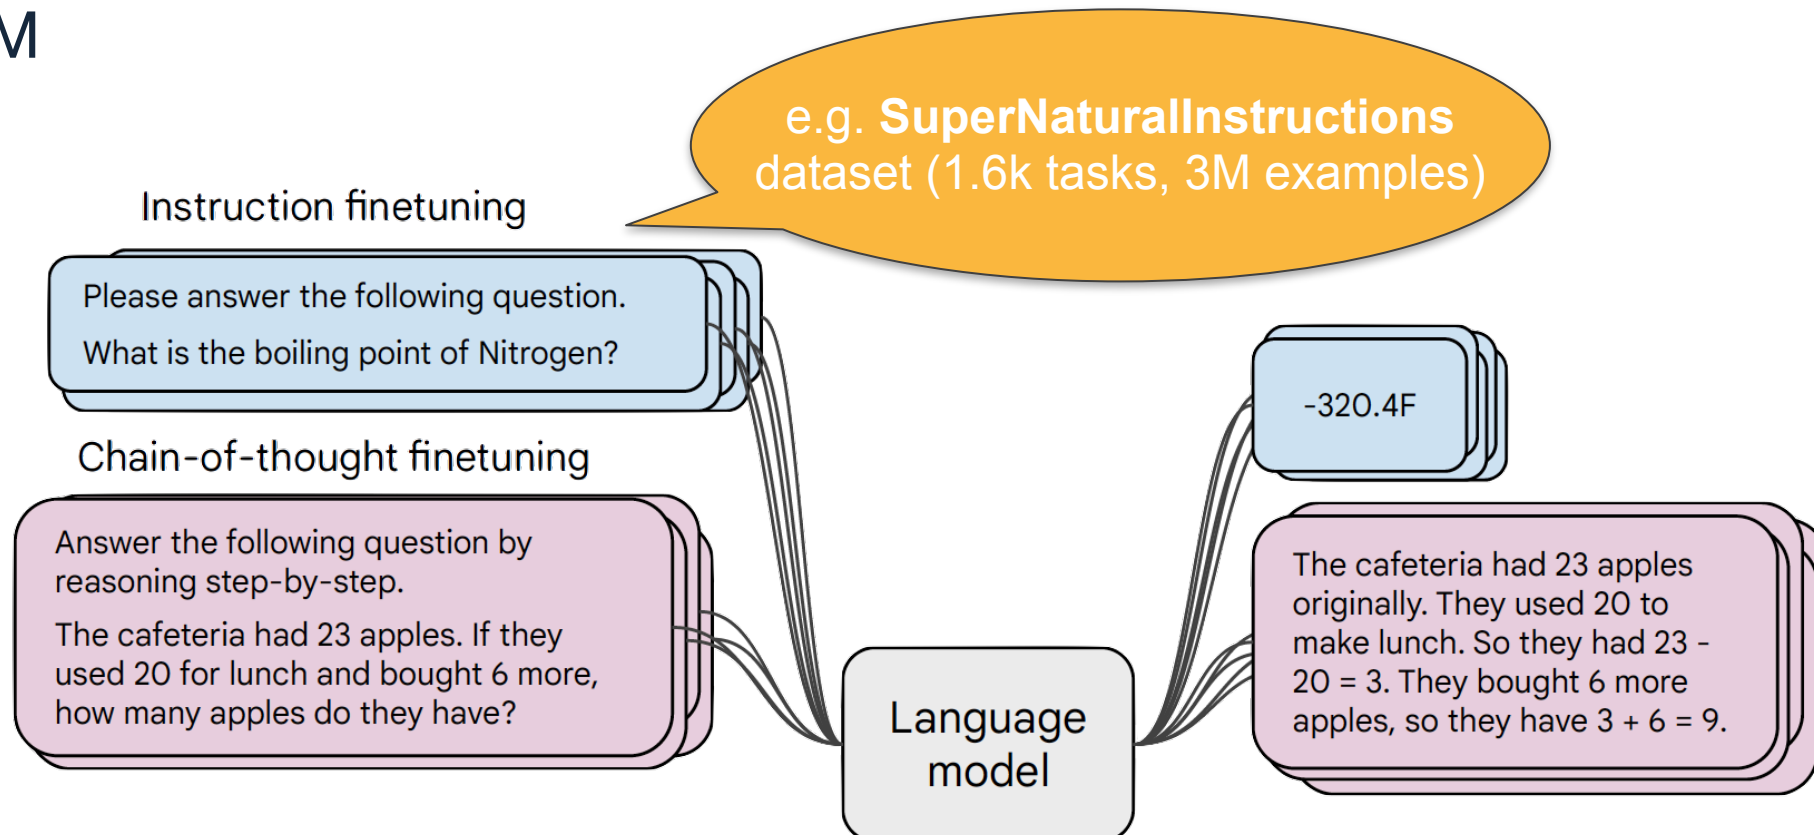 M
e.g. SuperNaturalInstructions
dataset (1.6k tasks, 3M examples)
Instruction finetuning
Please answer the following question.
What is the boiling point of Nitrogen?
-320.4F
Chain-of-thought finetuning
Answer the following question by
reasoning step-by-step.
The cafeteria had 23 apples. If they
used 20 for lunch and bought 6 more,
how many apples do they have?
Language
model
The cafeteria had 23 apples
originally. They used 20 to
make lunch. So they had 23 -
20 = 3. They bought 6 more
apples, so they have 3 + 6 = 9.